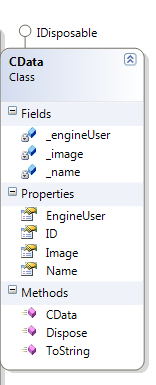 IDisposable
CData
Class
Fields
_engineUser
_image
_name
Properties
EngineUser
ID
Image
Name
Methods
CData
Dispose
ToString